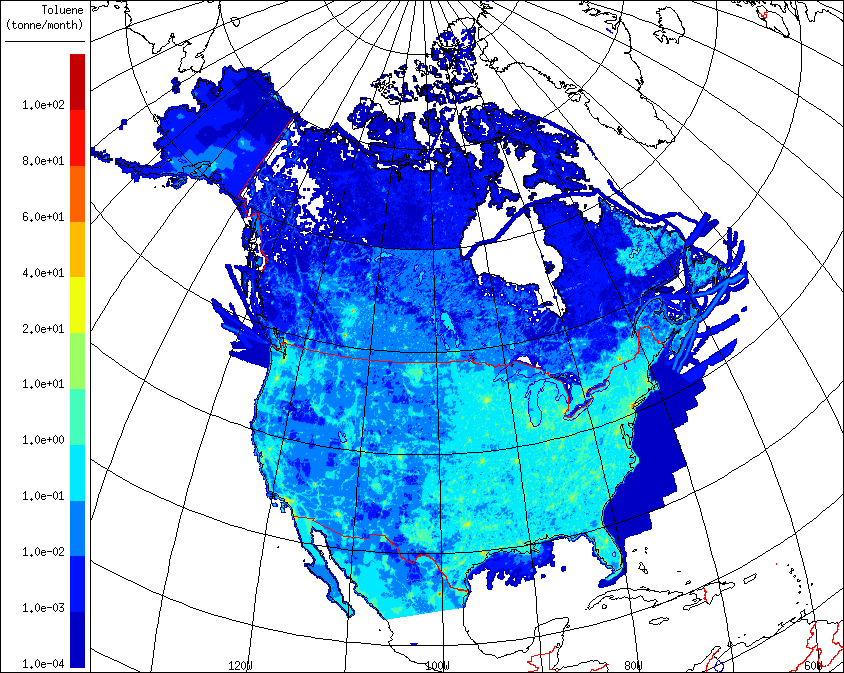 Toluene
(tonne/month)
1.0e+02
8.0e+01
6.0e+01
4.0e+01
2.0e+01
1.0e+01
1.0e+00
1.0e-01
1.0e-02
1.0e-03
1.0e-04
120W 100W 80W 60W